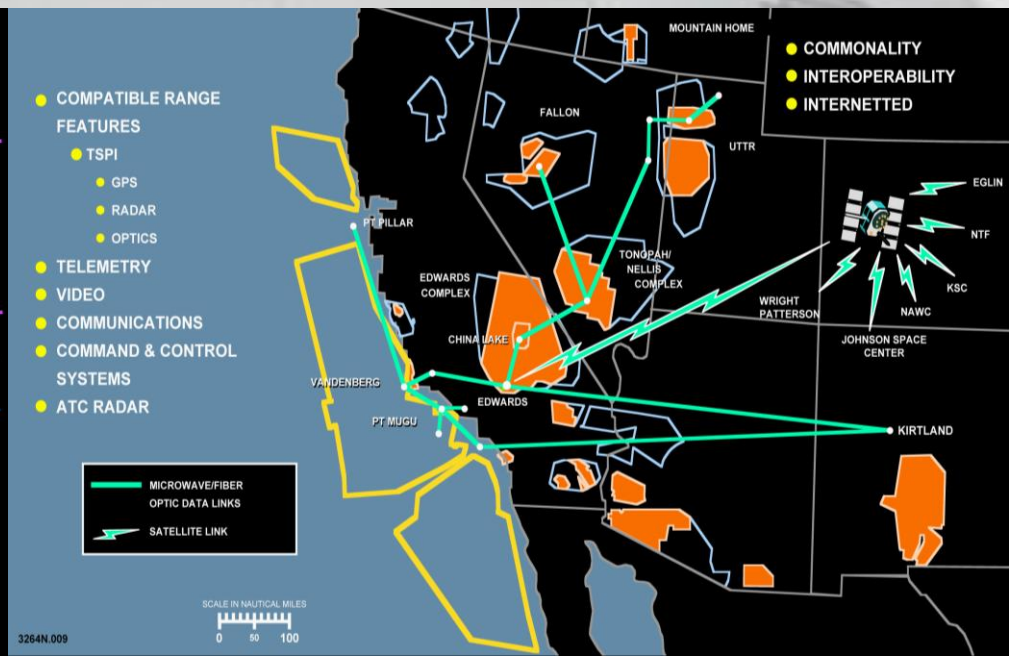 MOUNTAIN HOME
COMMONALITY
INTEROPERABILITY
INTERNETTED
COMPATIBLE RANGE
FEATURES
TSPI
GPS
RADAR
OPTICS
TELEMETRY
VIDEO
COMMUNICATIONS
COMMAND & CONTROL
SYSTEMS
ATC RADAR
FALLON
UTTR
PT PILLAR
EDWARDS
COMPLEX
TONOPAH/
NELLIS
COMPLEX
CHINA LAKE
VANDENBERG
EDWARDS
PT MUGU
KIRTLAND
EGLIN
NTF
KSC
NAWC
WRIGHT
PATTERSON
JOHNSON SPACE
CENTER
MICROWAVE/FIBER
OPTIC DATA LINKS
SATELLITE LINK
SCALE IN NAUTICAL MILES
0 50 100
3264N.009